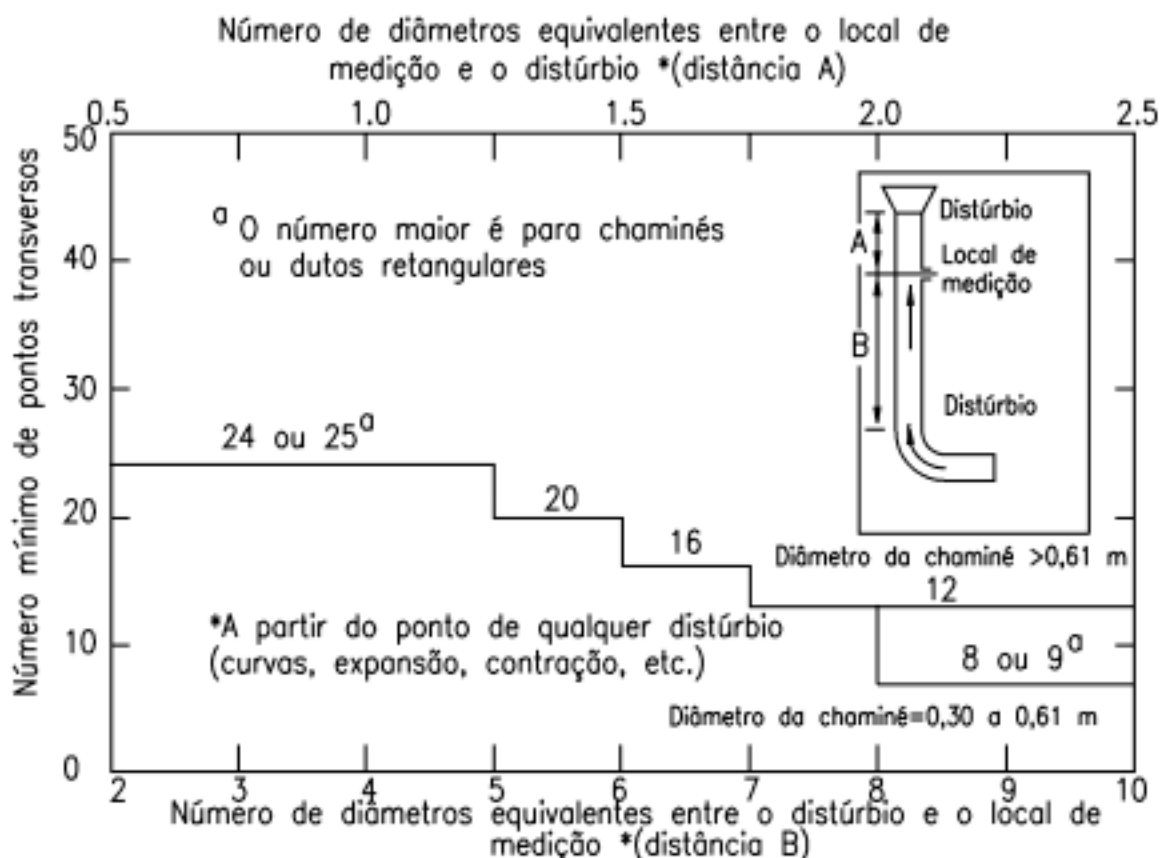 Número de diâmetros equivalentes entre o local de
medição e o distúrbio *(distância A)
0.5 1.0 1.5 2.0 2.5
Número mínimo de pontos transversos
50
40
30
20
10
0
a O número maior é para chaminés
ou dutos retangulares
Distúrbio
A
Local de
medição
B
Distúrbio
24 ou 25a
20
16
Diâmetro da chaminé >0,61 m
12
*A partir do ponto de qualquer distúrbio
(curvas, expansão, contração, etc.)
8 ou 9a
Diâmetro da chaminé=0,30 a 0,61 m
2 3 4 5 6 7 8 9 10
Número de diâmetros equivalentes entre o distúrbio e o local de
medição *(distância B)